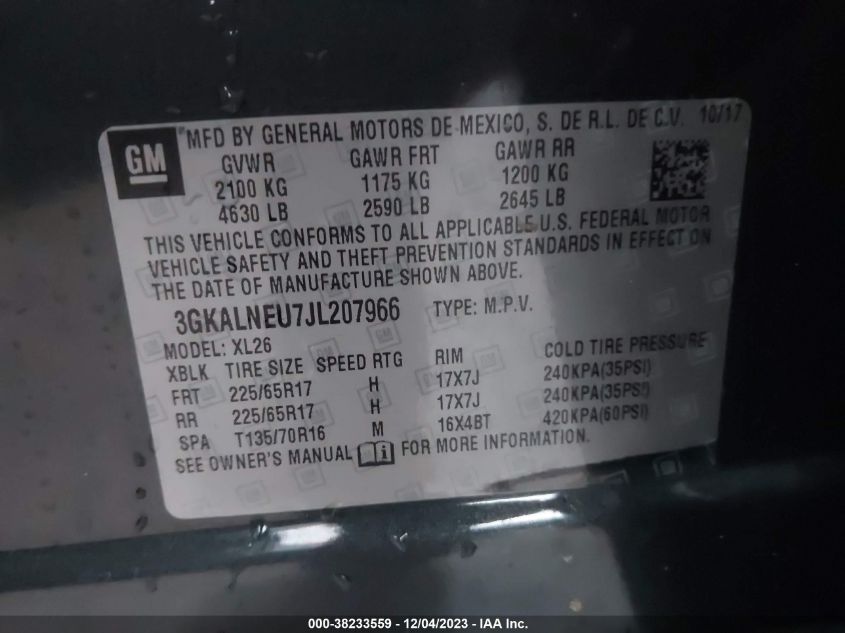 GM
MFD BY GENERAL MOTORS DE MEXICO, S. DE R.L. DE C.V. 10/17
GVWR GAWR FRT GAWR RR
2100 KG 1175 KG 1200 KG
4630 LB 2590 LB 2645 LB
THIS VEHICLE CONFORMS TO ALL APPLICABLE U.S. FEDERAL MOTOR
VEHICLE SAFETY AND THEFT PREVENTION STANDARDS IN EFFECT ON
THE DATE OF MANUFACTURE SHOWN ABOVE.
3GKALNEU7JL207966 TYPE: M.P.V.
MODEL: XL26
XBLK TIRE SIZE SPEED RTG RIM COLD TIRE PRESSURE
FRT 225/65R17 H 17X7J 240KPA(35PSI)
RR 225/65R17 H 17X7J 240KPA(35PSI)
SPA T135/70R16 M 16X4BT 420KPA(60PSI)
SEE OWNER'S MANUAL i FOR MORE INFORMATION.
000-38233559 - 12/04/2023 - IAA Inc.